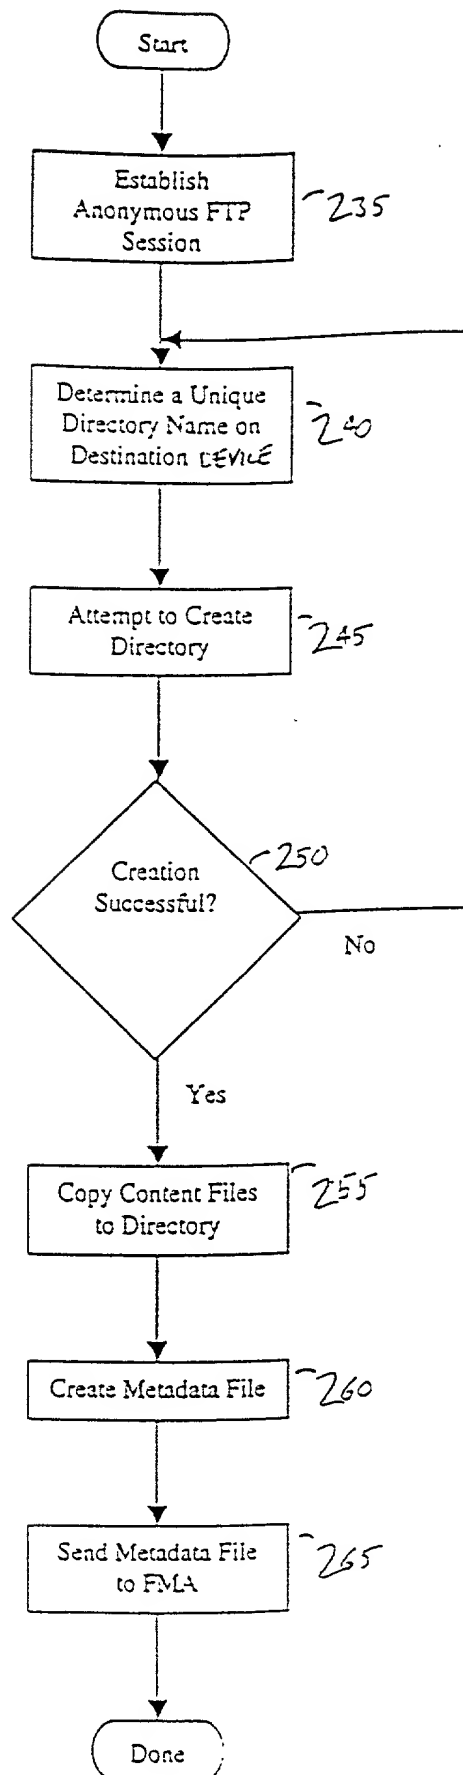 Start
Establish
Anonymous FTP
Session
235
Determine a Unique
Directory Name on
Destination DEVICE
240
Attempt to Create
Directory
245
Creation
Successful?
250
No
Yes
Copy Content Files
to Directory
255
Create Metadata File
260
Send Metadata File
to FMA
265
Done